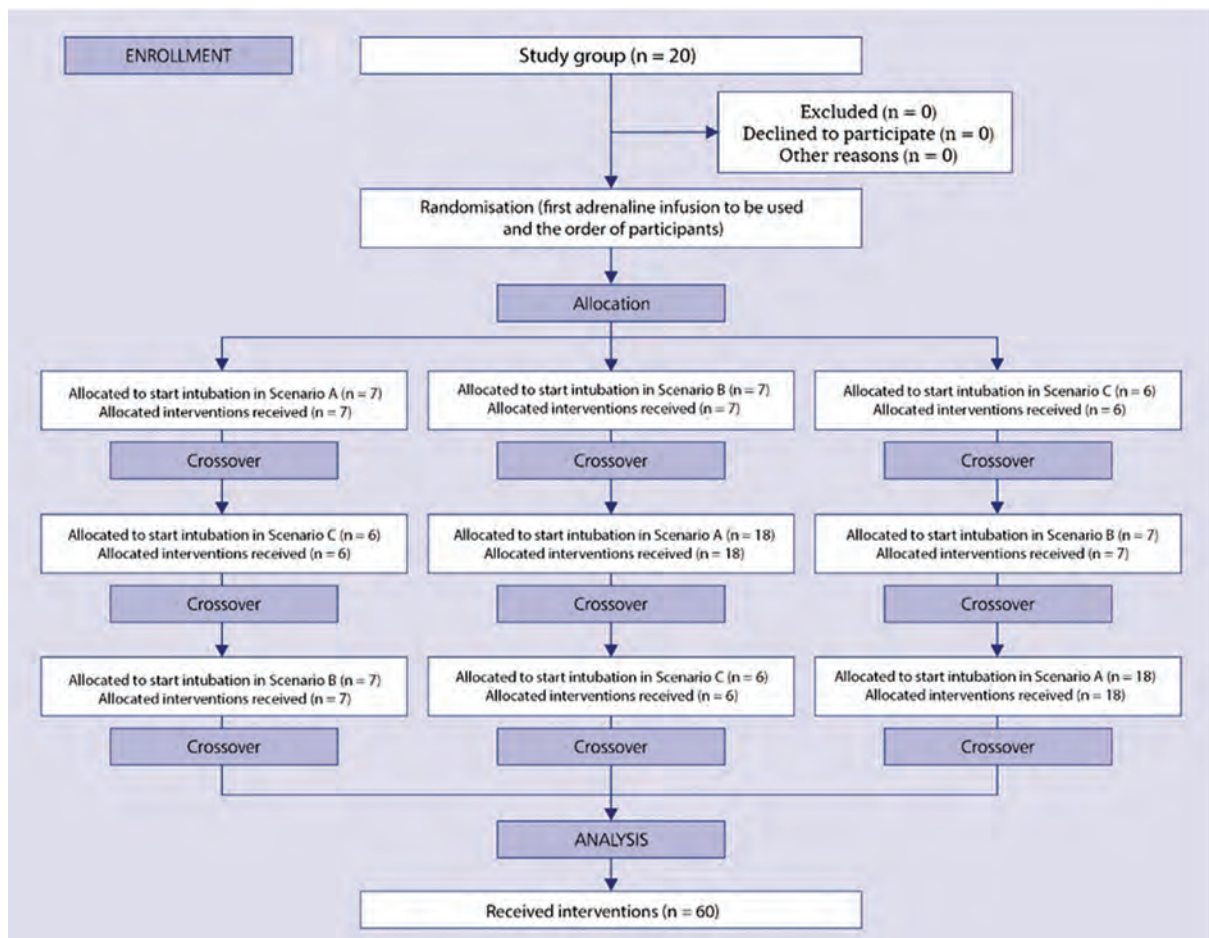 ENROLLMENT
Study group (n = 20)
Excluded (n = 0)
Declined to participate (n = 0)
Other reasons (n = 0)
Randomisation (first adrenaline infusion to be used
and the order of participants)
Allocation
Allocated to start intubation in Scenario A (n = 7)
Allocated interventions received (n = 7)
Allocated to start intubation in Scenario B (n = 7)
Allocated interventions received (n = 7)
Allocated to start intubation in Scenario C (n = 6)
Allocated interventions received (n = 6)
Crossover
Crossover
Crossover
Allocated to start intubation in Scenario C (n = 6)
Allocated interventions received (n = 6)
Allocated to start intubation in Scenario A (n = 18)
Allocated interventions received (n = 18)
Allocated to start intubation in Scenario B (n = 7)
Allocated interventions received (n = 7)
Crossover
Crossover
Crossover
Allocated to start intubation in Scenario B (n = 7)
Allocated interventions received (n = 7)
Allocated to start intubation in Scenario C (n = 6)
Allocated interventions received (n = 6)
Allocated to start intubation in Scenario A (n = 18)
Allocated interventions received (n = 18)
Crossover
Crossover
Crossover
ANALYSIS
Received interventions (n = 60)